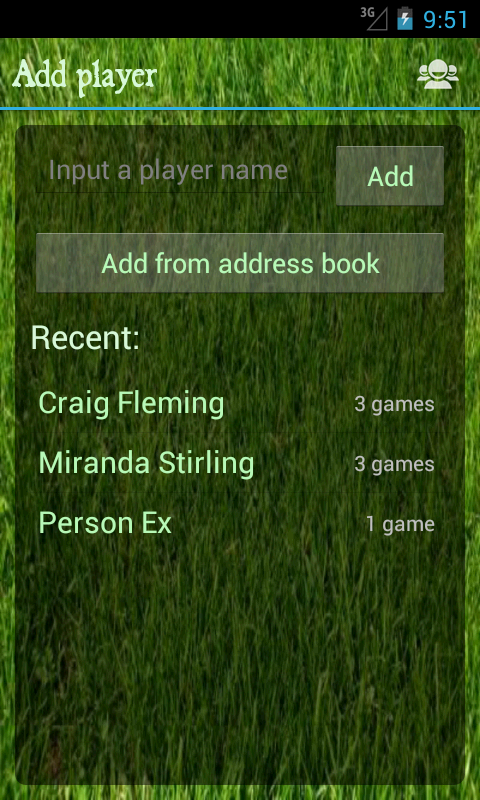 3G 9:51
Add player
Input a player name Add
Add from address book
Recent:
Craig Fleming 3 games
Miranda Stirling 3 games
Person Ex 1 game